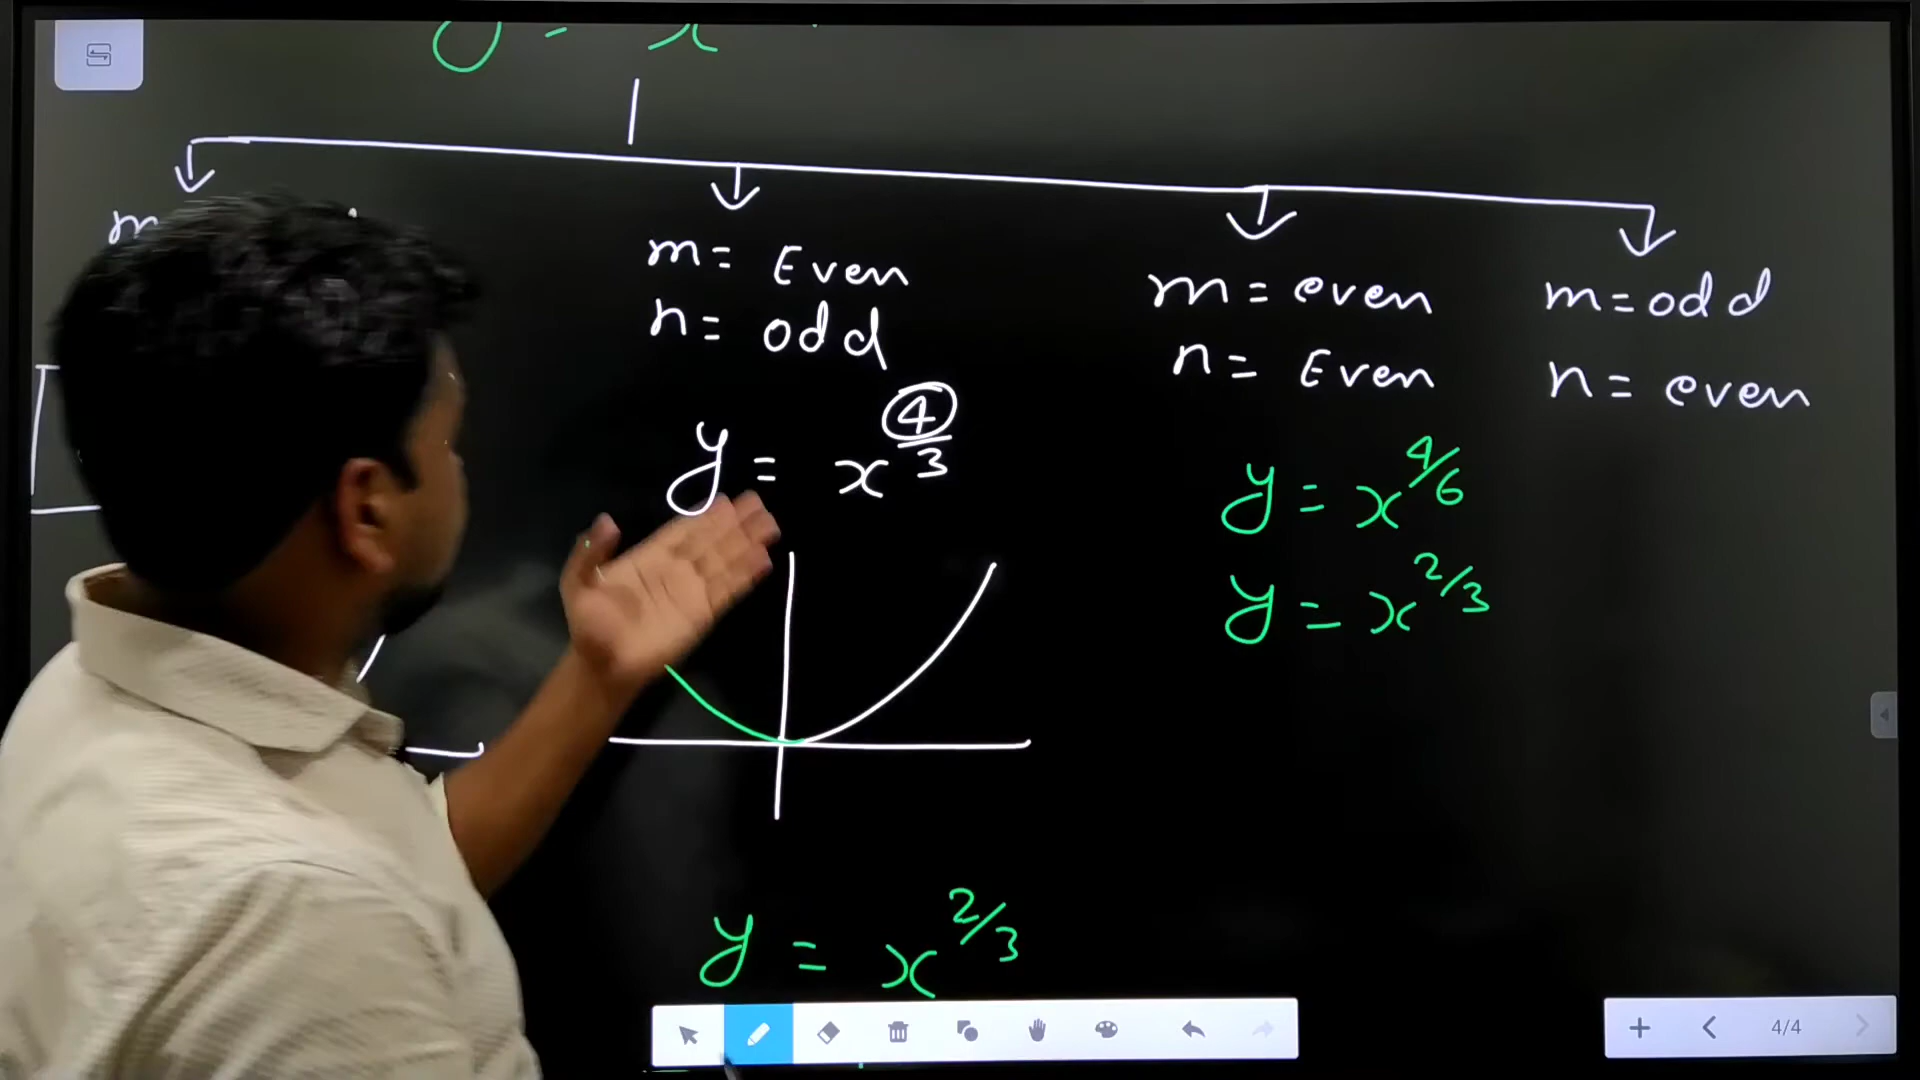 y = x
m
m = Even
n = odd
y = x^4/3
m = even
n = Even
y = x^4/6
y = x^2/3
m = odd
n = even
y = x^2/3
4/4